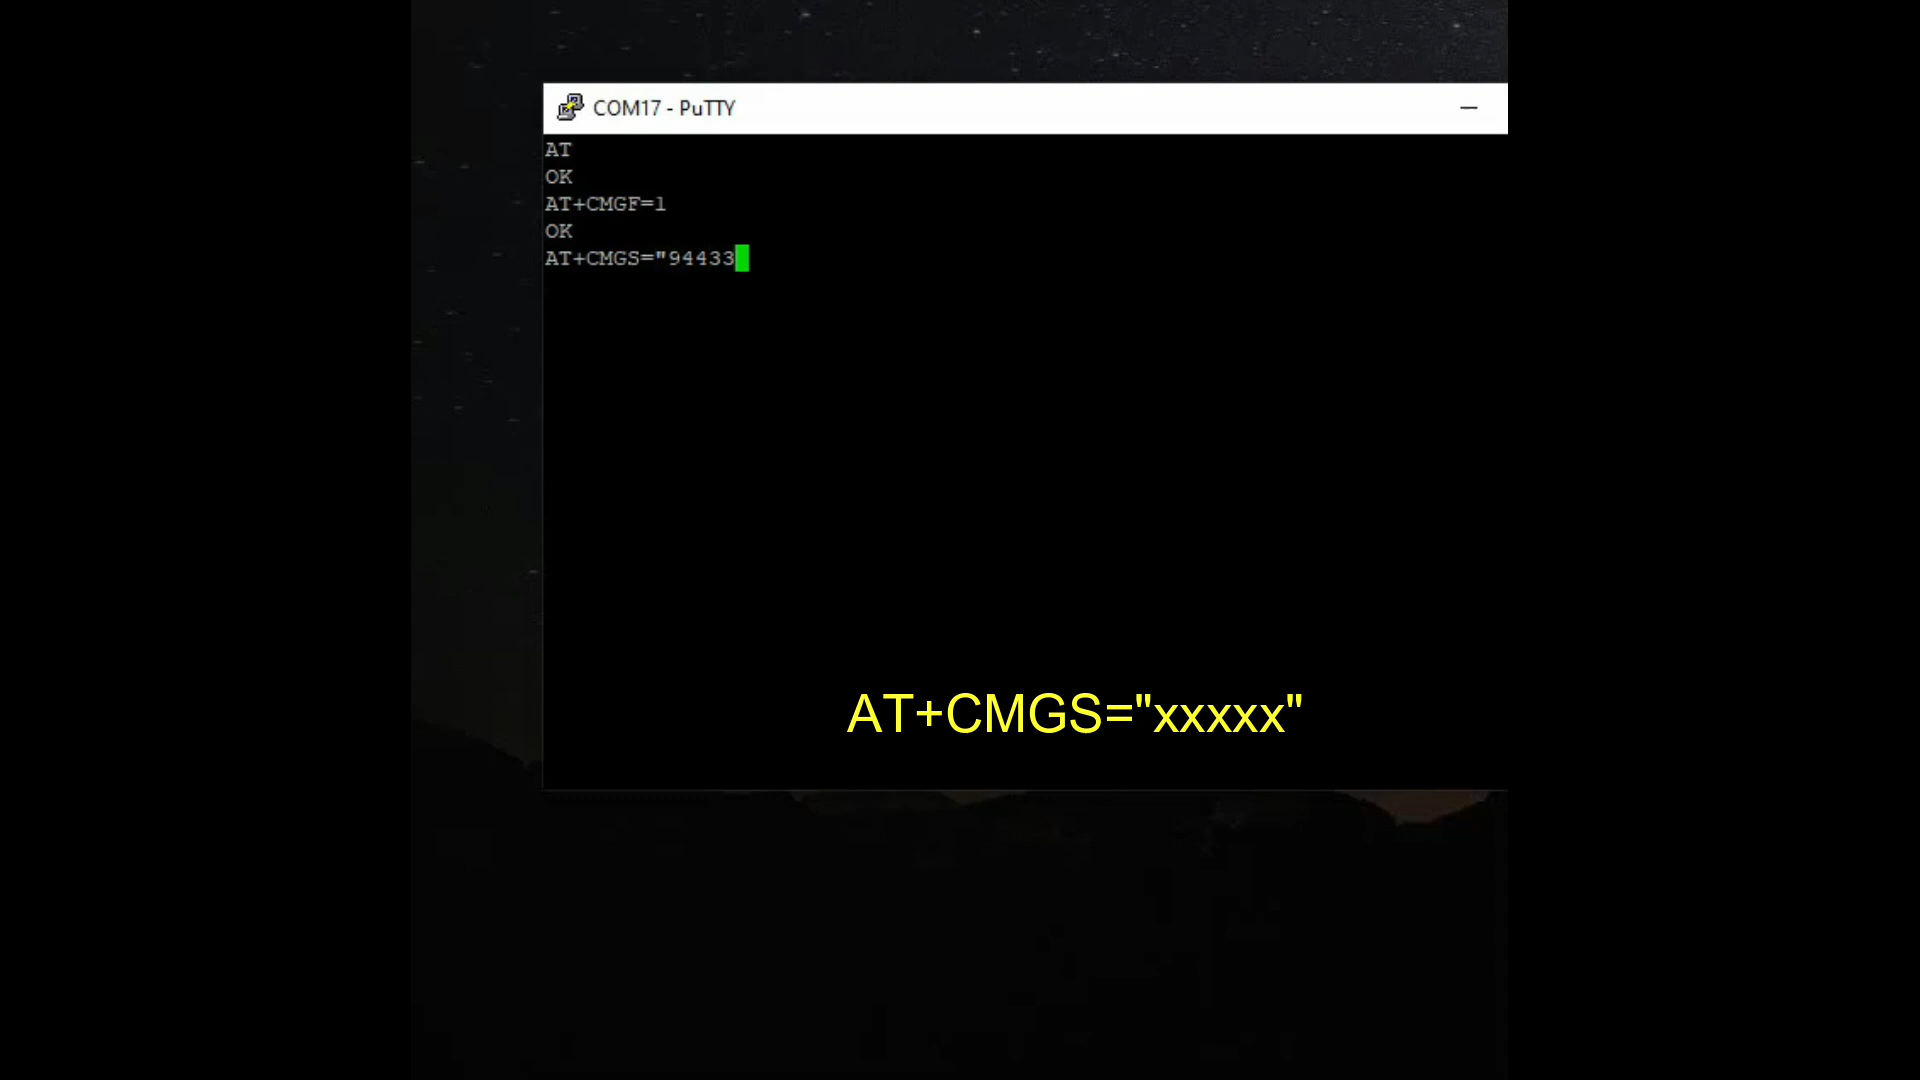 COM17 - PuTTY
AT
OK
AT+CMGF=1
OK
AT+CMGS="94433
AT+CMGS="xxxxx"